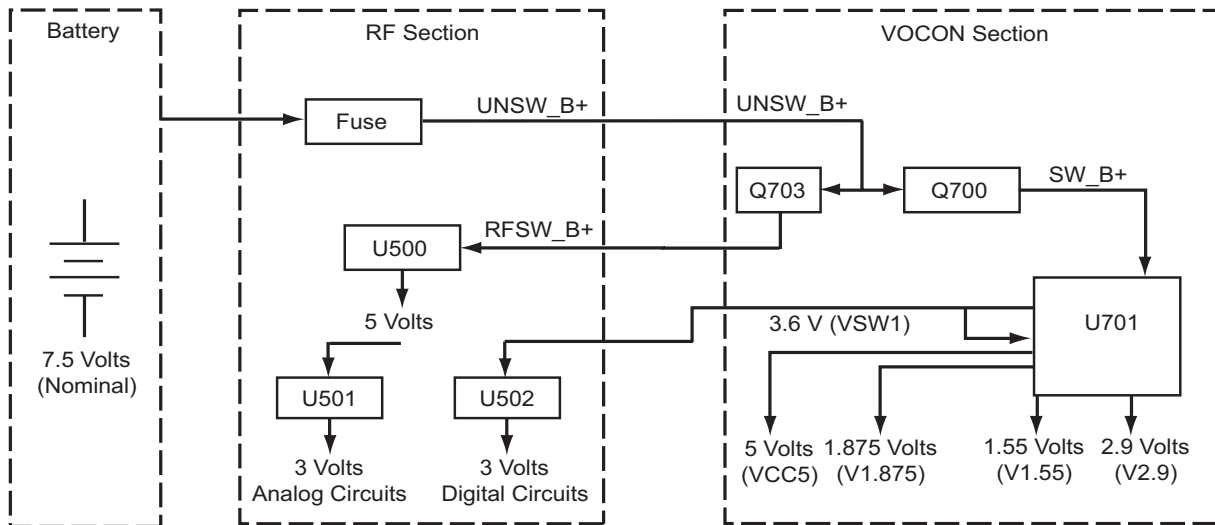 Battery
RF Section
VOCON Section
UNSW_B+
UNSW_B+
Fuse
SW_B+
Q703
Q700
RFSW_B+
U500
5 Volts
3.6 V (VSW1)
U701
7.5 Volts
(Nominal)
U501
U502
3 Volts
Analog Circuits
3 Volts
Digital Circuits
5 Volts
(VCC5)
1.875 Volts
(V1.875)
1.55 Volts
(V1.55)
2.9 Volts
(V2.9)